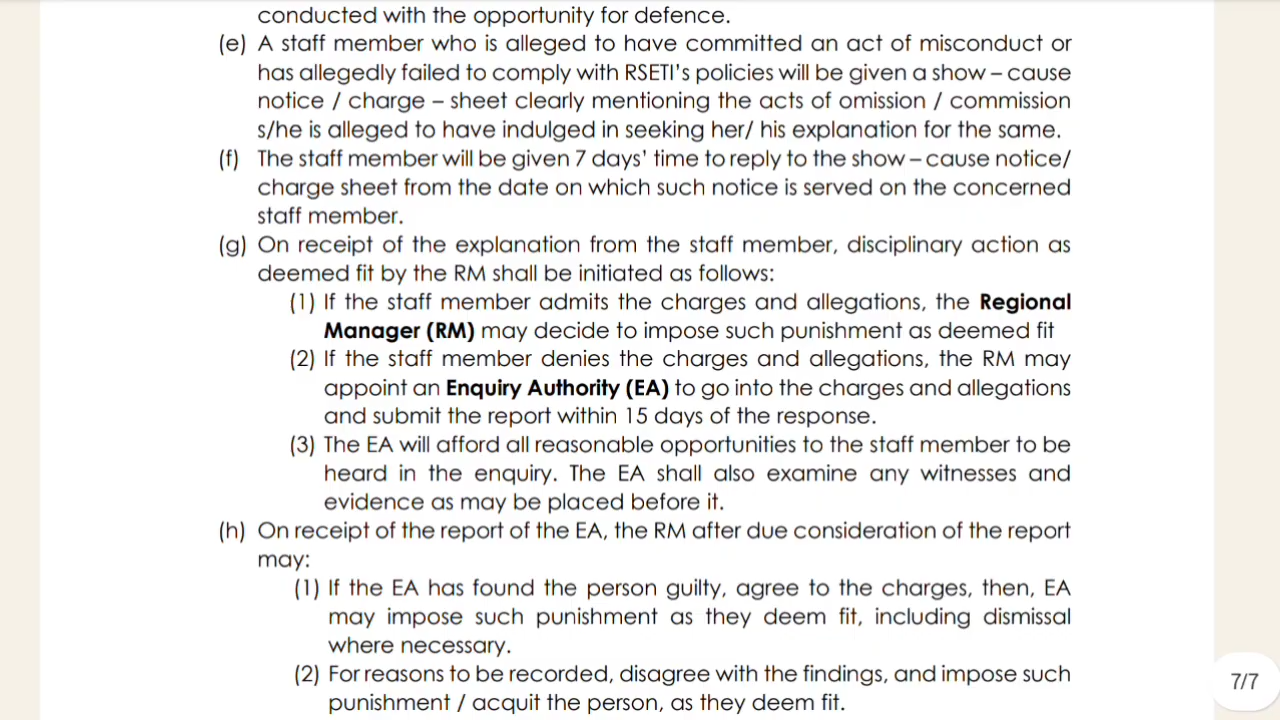 conducted with the opportunity for defence.
(e) A staff member who is alleged to have committed an act of misconduct or
has allegedly failed to comply with RSETI's policies will be given a show – cause
notice / charge – sheet clearly mentioning the acts of omission / commission
s/he is alleged to have indulged in seeking her/ his explanation for the same.
(f) The staff member will be given 7 days' time to reply to the show – cause notice/
charge sheet from the date on which such notice is served on the concerned
staff member.
(g) On receipt of the explanation from the staff member, disciplinary action as
deemed fit by the RM shall be initiated as follows:
(1) If the staff member admits the charges and allegations, the Regional
Manager (RM) may decide to impose such punishment as deemed fit
(2) If the staff member denies the charges and allegations, the RM may
appoint an Enquiry Authority (EA) to go into the charges and allegations
and submit the report within 15 days of the response.
(3) The EA will afford all reasonable opportunities to the staff member to be
heard in the enquiry. The EA shall also examine any witnesses and
evidence as may be placed before it.
(h) On receipt of the report of the EA, the RM after due consideration of the report
may:
(1) If the EA has found the person guilty, agree to the charges, then, EA
may impose such punishment as they deem fit, including dismissal
where necessary.
(2) For reasons to be recorded, disagree with the findings, and impose such
punishment / acquit the person, as they deem fit.
7/7